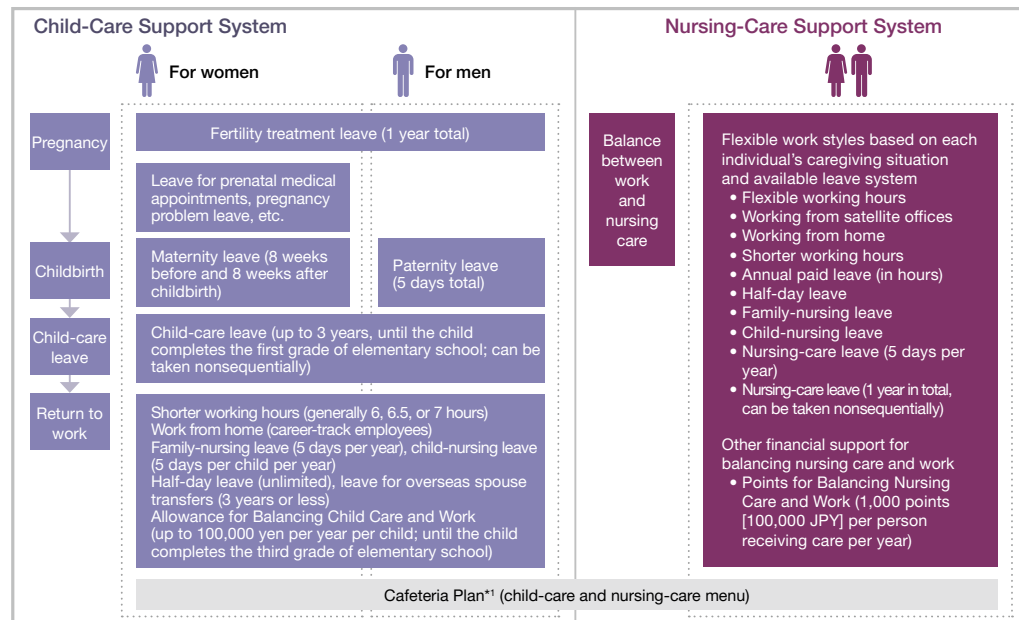 Child-Care Support System
For women
For men
Pregnancy
Fertility treatment leave (1 year total)
Leave for prenatal medical
appointments, pregnancy
problem leave, etc.
Childbirth
Maternity leave (8 weeks
before and 8 weeks after
childbirth)
Paternity leave
(5 days total)
Child-care
leave
Child-care leave (up to 3 years, until the child
completes the first grade of elementary school; can be
taken nonsequentially)
Return to
work
Shorter working hours (generally 6, 6.5, or 7 hours)
Work from home (career-track employees)
Family-nursing leave (5 days per year), child-nursing leave
(5 days per child per year)
Half-day leave (unlimited), leave for overseas spouse
transfers (3 years or less)
Allowance for Balancing Child Care and Work
(up to 100,000 yen per year per child; until the child
completes the third grade of elementary school)
Nursing-Care Support System
Balance
between
work
and
nursing
care
Flexible work styles based on each
individual's caregiving situation
and available leave system
• Flexible working hours
• Working from satellite offices
• Working from home
• Shorter working hours
• Annual paid leave (in hours)
• Half-day leave
• Family-nursing leave
• Child-nursing leave
• Nursing-care leave (5 days per
year)
• Nursing-care leave (1 year in total,
can be taken nonsequentially)
Other financial support for
balancing nursing care and work
• Points for Balancing Nursing
Care and Work (1,000 points
[100,000 JPY] per person
receiving care per year)
Cafeteria Plan*1 (child-care and nursing-care menu)